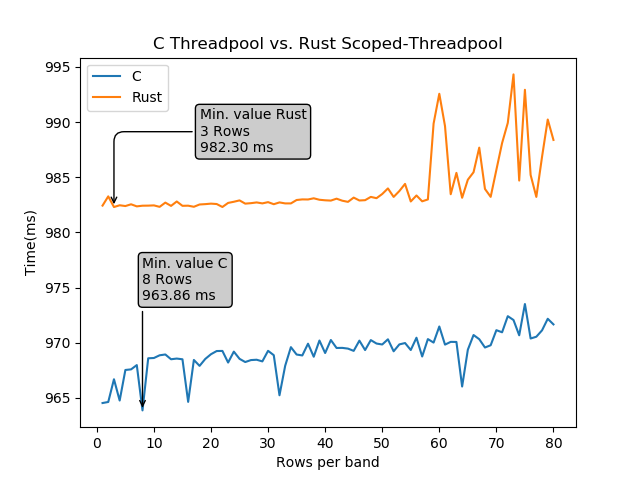 C Threadpool vs. Rust Scoped-Threadpool
C
Rust
Min. value Rust
3 Rows
982.30 ms
Min. value C
8 Rows
963.86 ms
Time(ms)
995
990
985
980
975
970
965
0 10 20 30 40 50 60 70 80
Rows per band